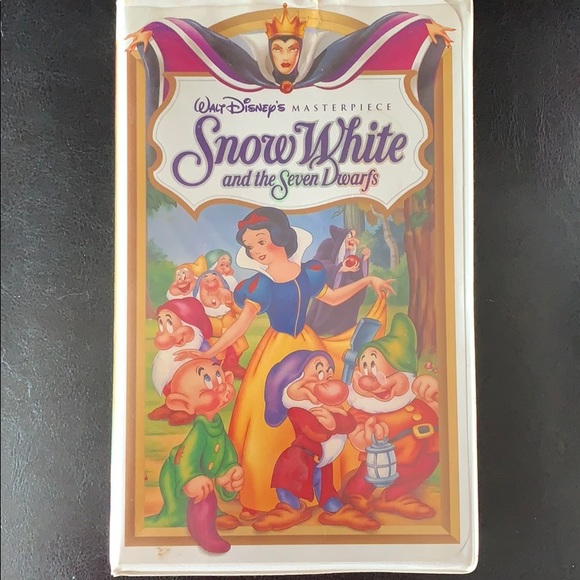 Walt Disney's MASTERPIECE
Snow White
and the Seven Dwarfs